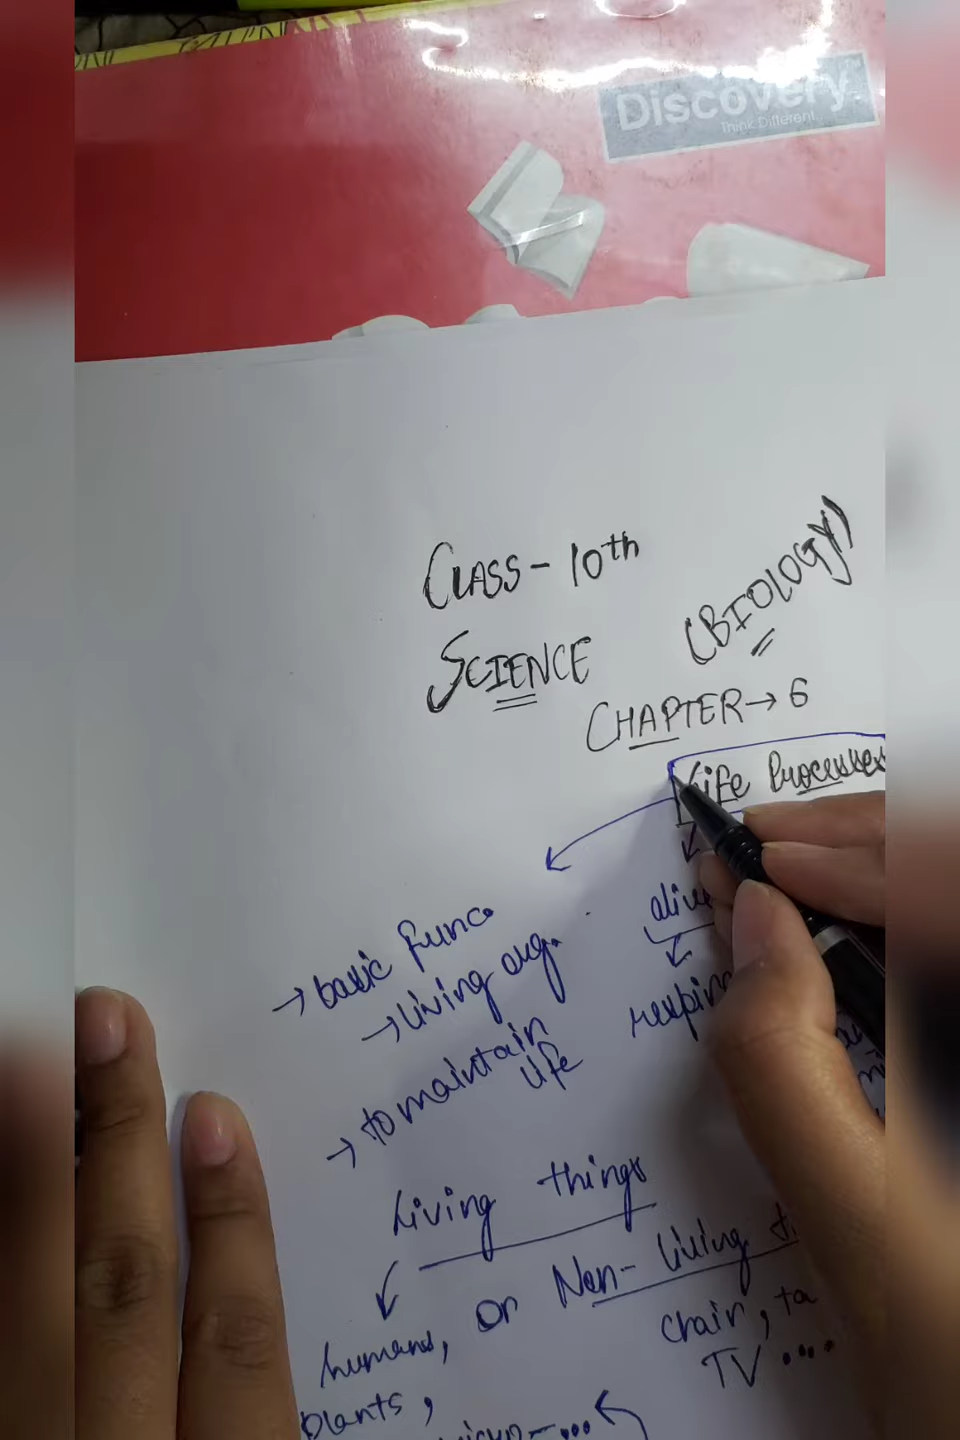 Discovery
Think Different
CLASS - 10th
SCIENCE (BIOLOGY)
CHAPTER → 6
Life Processes
→ basic func
→ living org.
→ to maintain
life
alive
Living things
or Non-living
humans,
plants,
chair, ta
TV ....